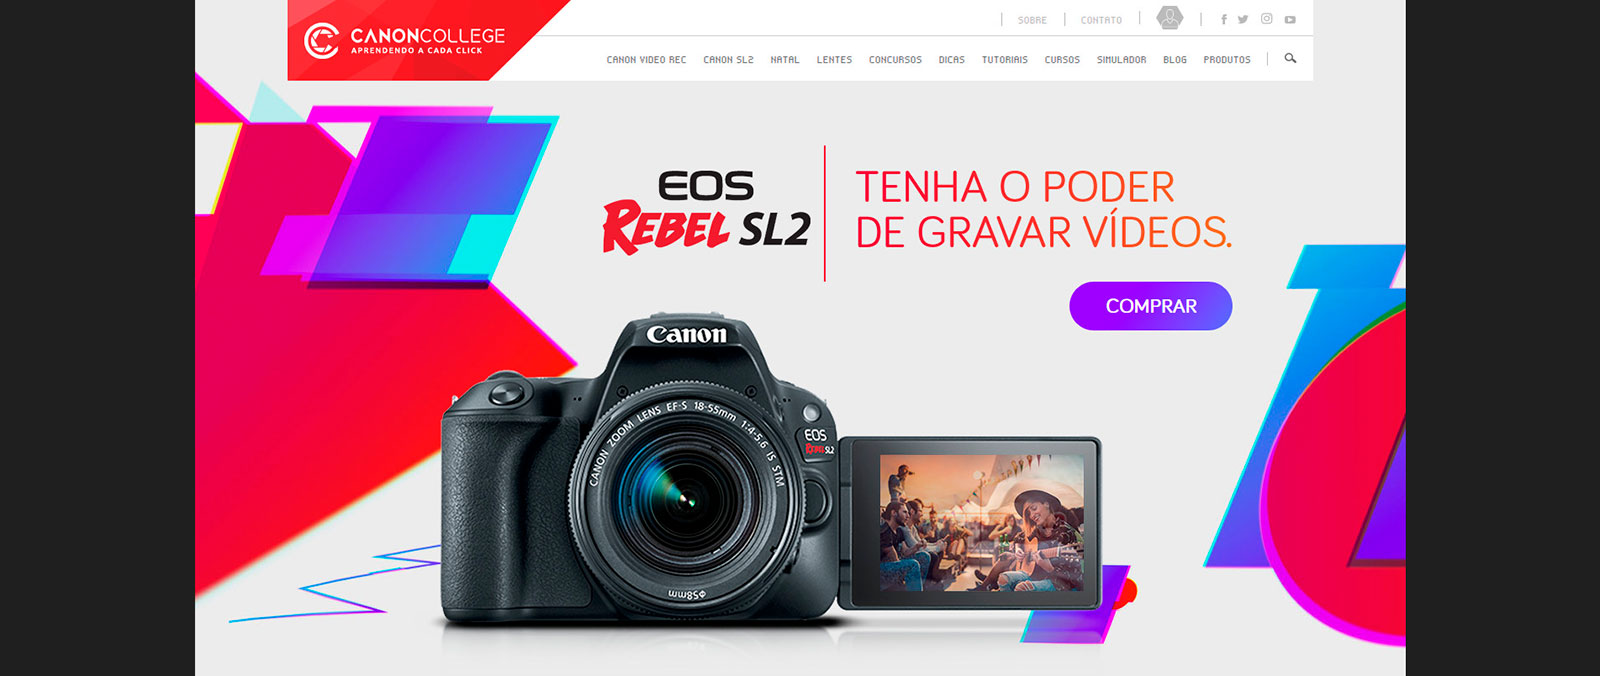 CANONCOLLEGE
APRENDENDO A CADA CLICK
SOBRE
CONTATO
CANON VIDEO REC CANON SL2 NATAL LENTES CONCURSOS DICAS TUTORIAIS CURSOS SIMULADOR BLOG PRODUTOS
EOS
REBEL SL2
TENHA O PODER
DE GRAVAR VÍDEOS.
COMPRAR
Canon
CANON ZOOM LENS EF-S 18-55mm 1:4-5.6 IS STM
EOS
REBEL SL2
φ58mm